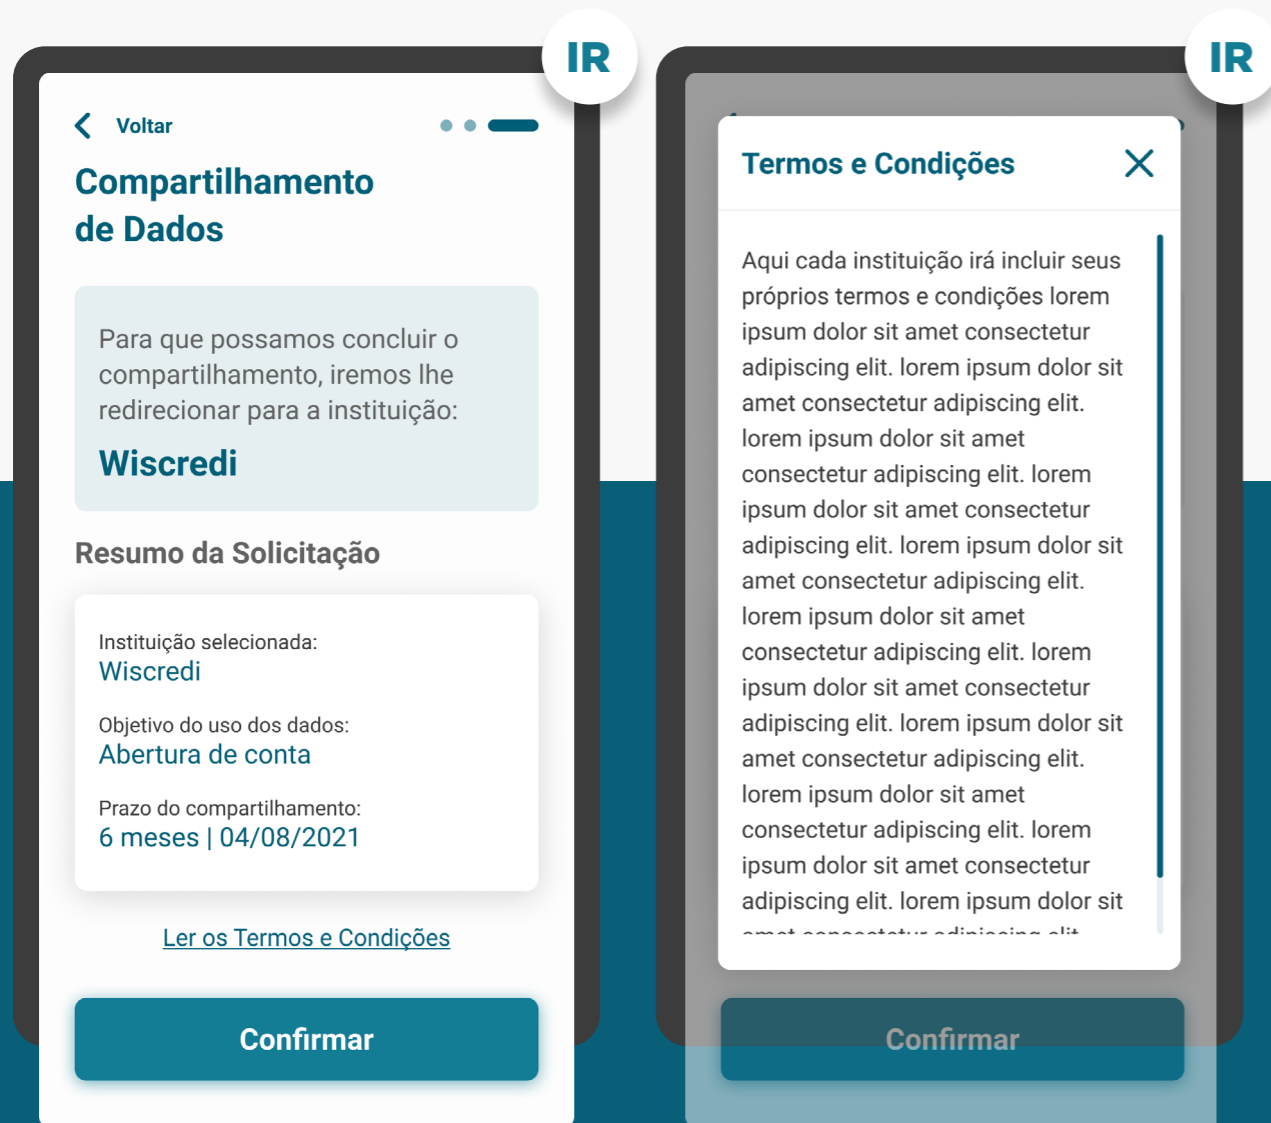 IR
Voltar
Compartilhamento
de Dados
Para que possamos concluir o
compartilhamento, iremos lhe
redirecionar para a instituição:
Wiscredi
Resumo da Solicitação
Instituição selecionada:
Wiscredi
Objetivo do uso dos dados:
Abertura de conta
Prazo do compartilhamento:
6 meses | 04/08/2021
Ler os Termos e Condições
Confirmar
IR
Termos e Condições
Aqui cada instituição irá incluir seus
próprios termos e condições lorem
ipsum dolor sit amet consectetur
adipiscing elit. lorem ipsum dolor sit
amet consectetur adipiscing elit.
lorem ipsum dolor sit amet
consectetur adipiscing elit. lorem
ipsum dolor sit amet consectetur
adipiscing elit. lorem ipsum dolor sit
amet consectetur adipiscing elit.
lorem ipsum dolor sit amet
consectetur adipiscing elit. lorem
ipsum dolor sit amet consectetur
adipiscing elit. lorem ipsum dolor sit
amet consectetur adipiscing elit.
lorem ipsum dolor sit amet
consectetur adipiscing elit. lorem
ipsum dolor sit amet consectetur
adipiscing elit. lorem ipsum dolor sit
amet consectetur adipiscing elit.
Confirmar